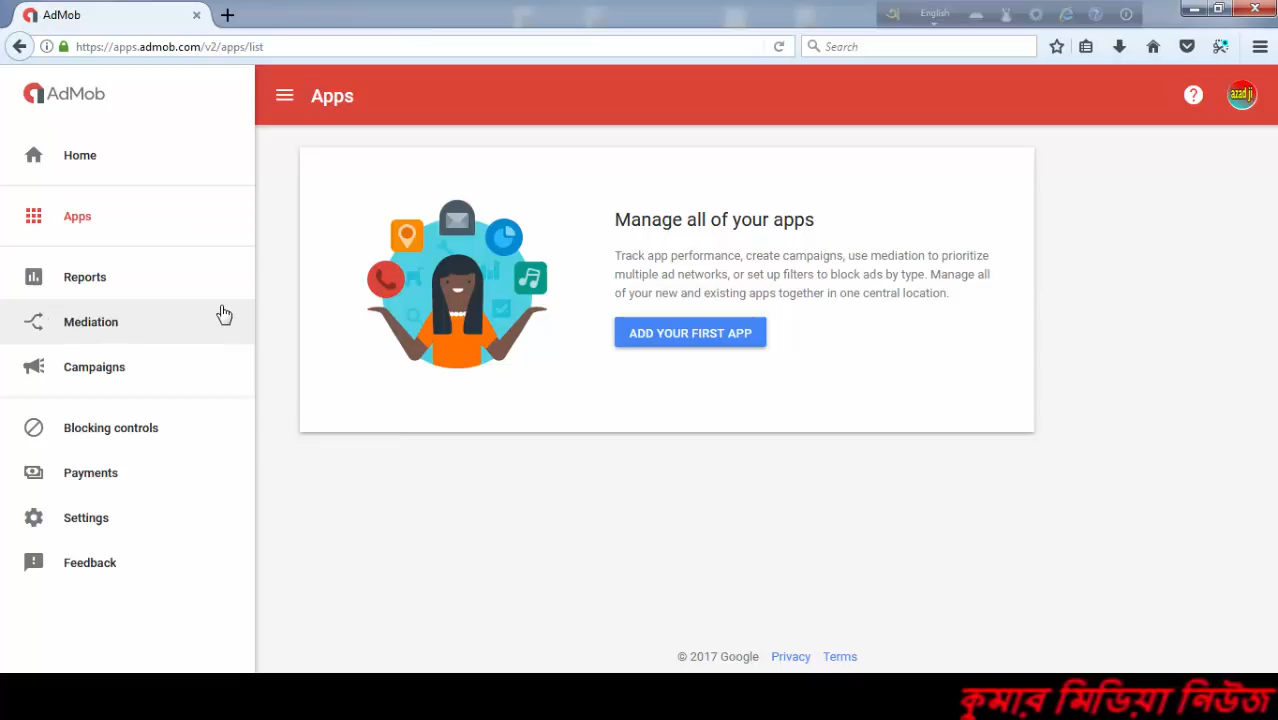 AdMob
English
https://apps.admob.com/v2/apps/list
Search
AdMob
Apps
azad ji
Home
Apps
Reports
Mediation
Campaigns
Blocking controls
Payments
Settings
Feedback
Manage all of your apps
Track app performance, create campaigns, use mediation to prioritize
multiple ad networks, or set up filters to block ads by type. Manage all
of your new and existing apps together in one central location.
ADD YOUR FIRST APP
© 2017 Google Privacy Terms
কুমার মিডিয়া নিউজ